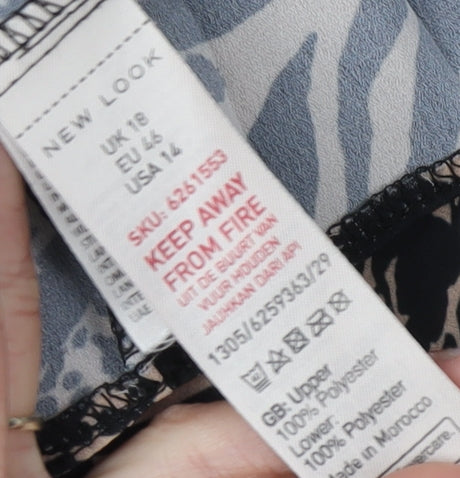 NEW LOOK
UK 18
EU 46
USA 14
SKU: 6261553
KEEP AWAY
FROM FIRE
UIT DE BUURT VAN
VUUR HOUDEN
JAUHKAN DARI API
1305/6259363/29
GB: Upper
100% Polyester
Lower:
100% Polyester
Made in Morocco